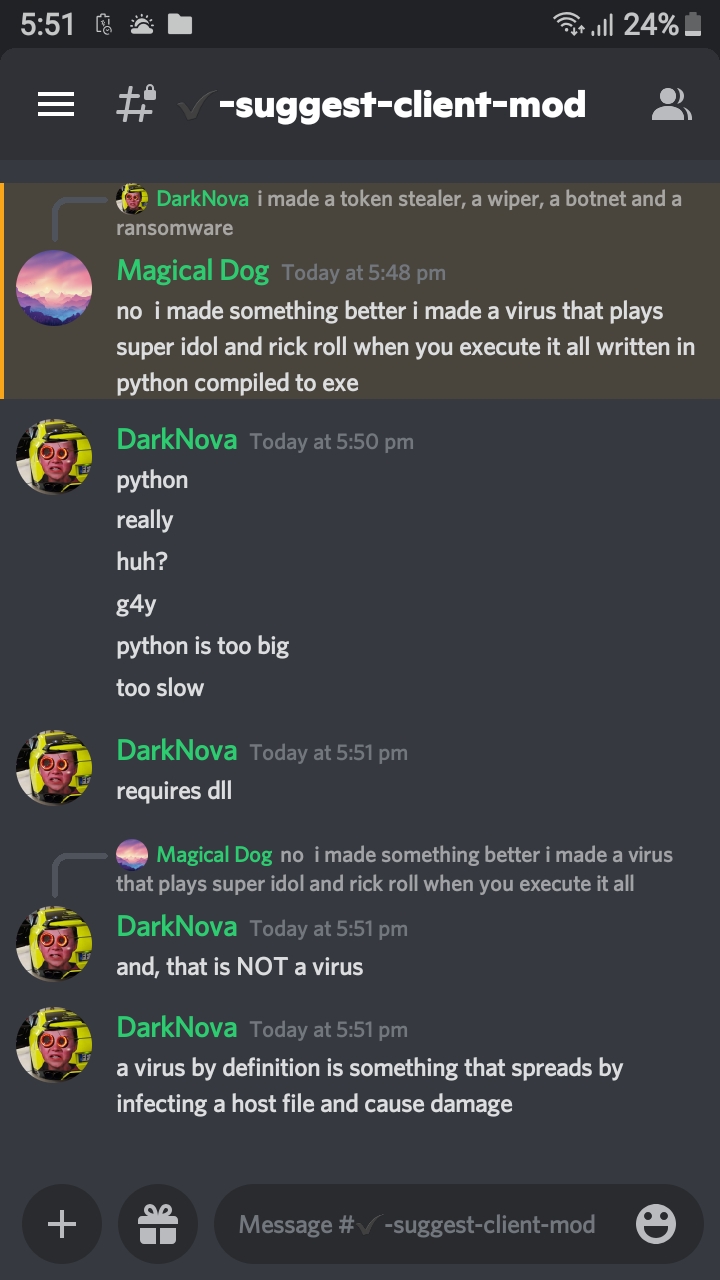 5:51 24%
✓-suggest-client-mod
DarkNova i made a token stealer, a wiper, a botnet and a
ransomware
Magical Dog Today at 5:48 pm
no  i made something better i made a virus that plays
super idol and rick roll when you execute it all written in
python compiled to exe
DarkNova Today at 5:50 pm
python
really
huh?
g4y
python is too big
too slow
DarkNova Today at 5:51 pm
requires dll
Magical Dog no  i made something better i made a virus
that plays super idol and rick roll when you execute it all
DarkNova Today at 5:51 pm
and, that is NOT a virus
DarkNova Today at 5:51 pm
a virus by definition is something that spreads by
infecting a host file and cause damage
Message #✓-suggest-client-mod